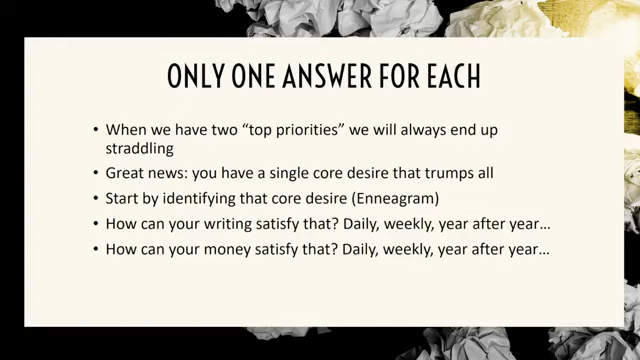 ONLY ONE ANSWER FOR EACH
• When we have two “top priorities” we will always end up
straddling
• Great news: you have a single core desire that trumps all
• Start by identifying that core desire (Enneagram)
• How can your writing satisfy that? Daily, weekly, year after year…
• How can your money satisfy that? Daily, weekly, year after year…